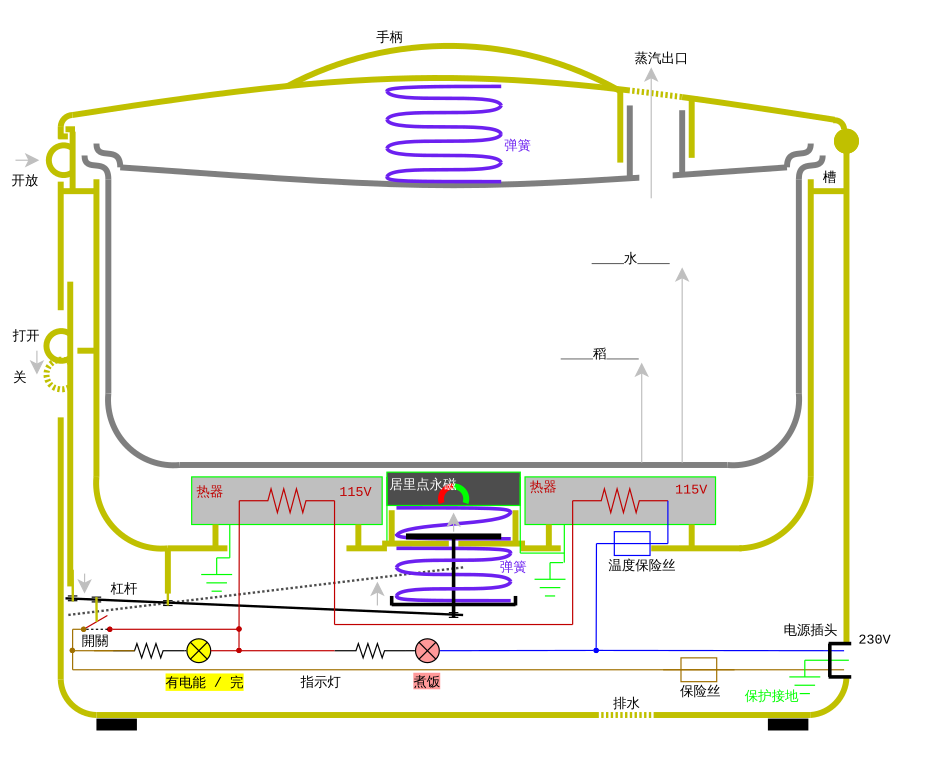 手柄
蒸汽出口
弹簧
开放
槽
水
打开
稻
关
热器
115V
居里点永磁
热器
115V
弹簧
温度保险丝
杠杆
開關
电源插头
230V
有电能 / 完
指示灯
煮饭
保险丝
保护接地
排水